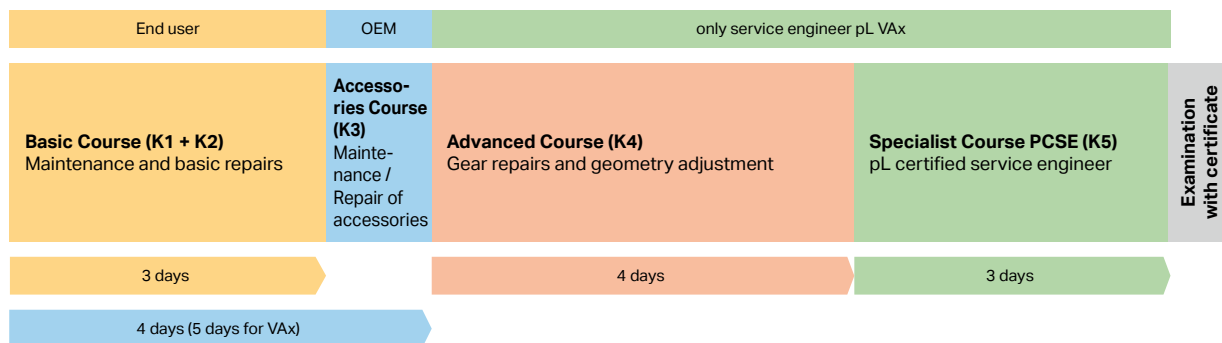 End user
OEM
only service engineer pL VAx
Basic Course (K1 + K2)
Maintenance and basic repairs
Accesso-
ries Course
(K3)
Mainte-
nance /
Repair of
accessories
Advanced Course (K4)
Gear repairs and geometry adjustment
Specialist Course PCSE (K5)
pL certified service engineer
Examination
with certificate
3 days
4 days
3 days
4 days (5 days for VAx)